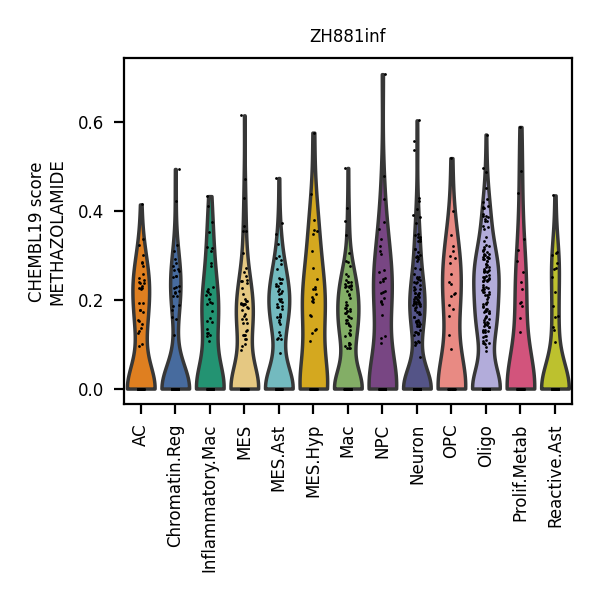 ZH881inf
CHEMBL19 score
METHAZOLAMIDE
0.6
0.4
0.2
0.0
AC
Chromatin.Reg
Inflammatory.Mac
MES
MES.Ast
MES.Hyp
Mac
NPC
Neuron
OPC
Oligo
Prolif.Metab
Reactive.Ast